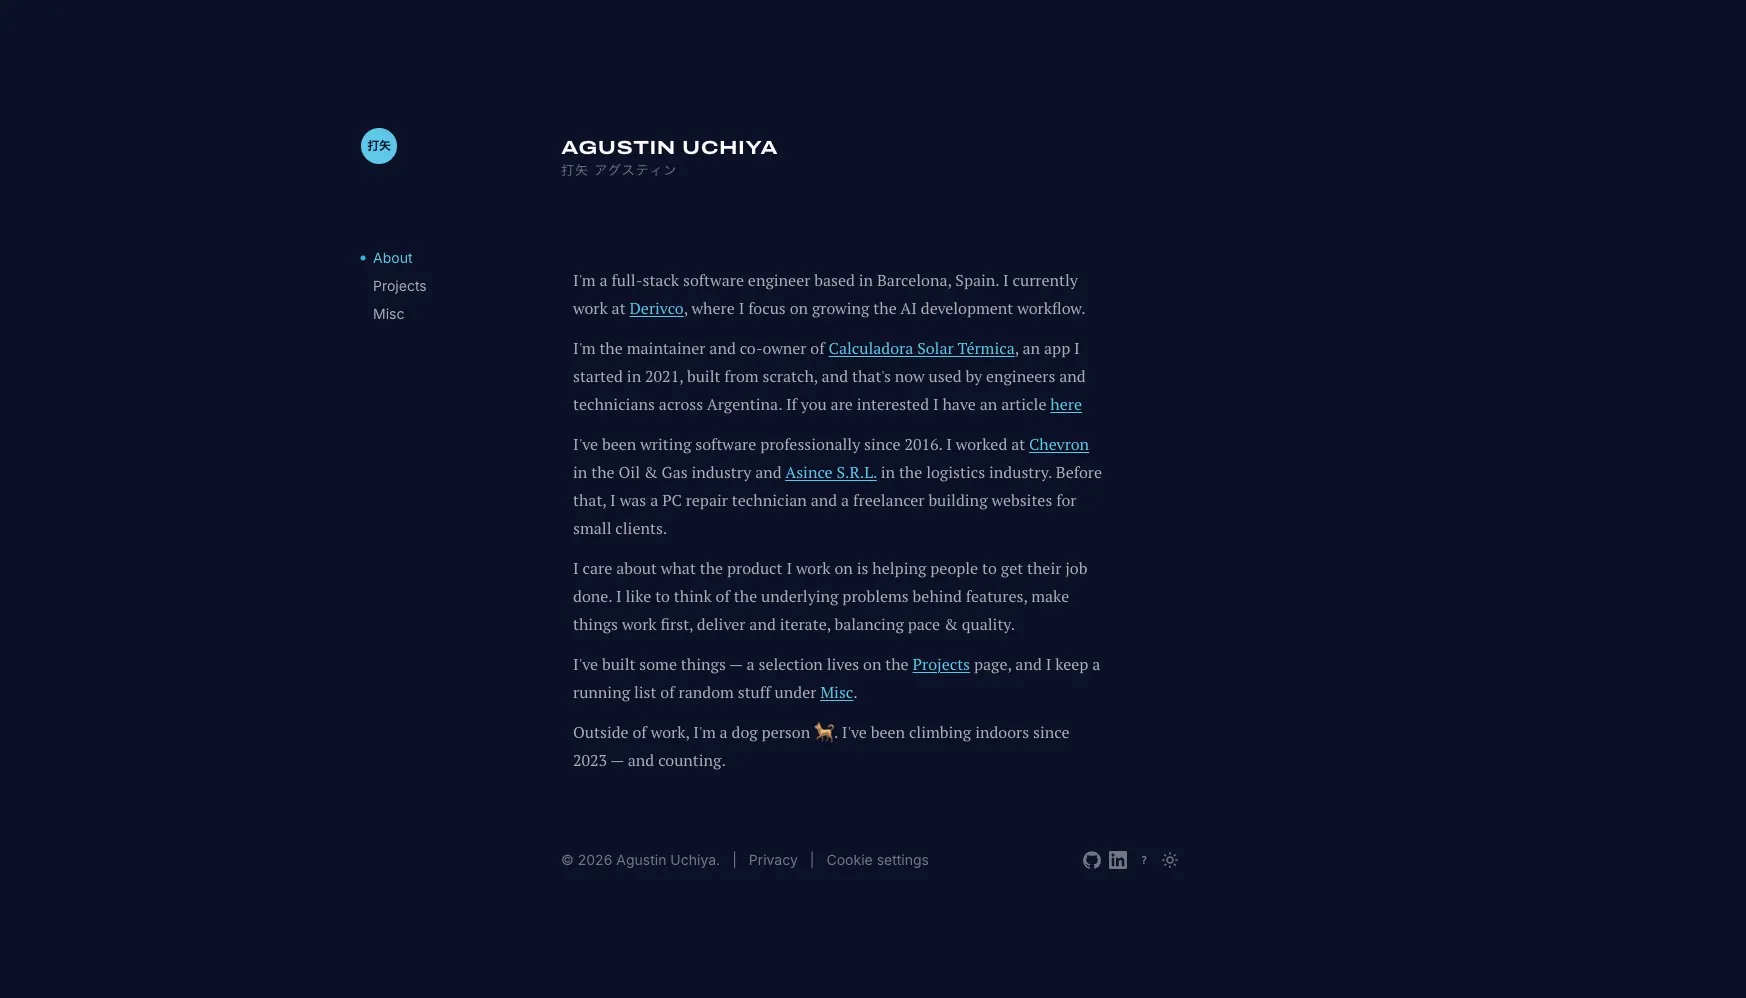 打矢
AGUSTIN UCHIYA
打矢 アグスティン
About
Projects
Misc
I'm a full-stack software engineer based in Barcelona, Spain. I currently
work at Derivco, where I focus on growing the AI development workflow.
I'm the maintainer and co-owner of Calculadora Solar Térmica, an app I
started in 2021, built from scratch, and that's now used by engineers and
technicians across Argentina. If you are interested I have an article here
I've been writing software professionally since 2016. I worked at Chevron
in the Oil & Gas industry and Asince S.R.L. in the logistics industry. Before
that, I was a PC repair technician and a freelancer building websites for
small clients.
I care about what the product I work on is helping people to get their job
done. I like to think of the underlying problems behind features, make
things work first, deliver and iterate, balancing pace & quality.
I've built some things — a selection lives on the Projects page, and I keep a
running list of random stuff under Misc.
Outside of work, I'm a dog person 🐕. I've been climbing indoors since
2023 — and counting.
© 2026 Agustin Uchiya. | Privacy | Cookie settings in ?